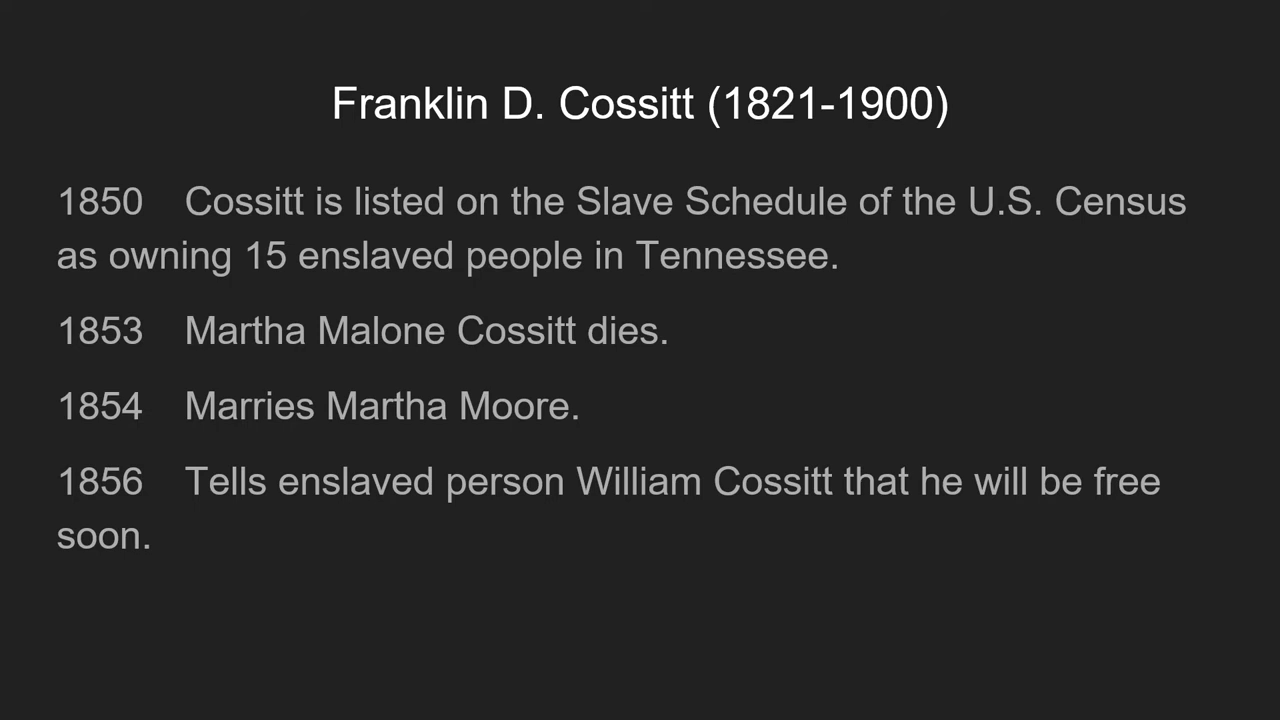 Franklin D. Cossitt (1821-1900)
1850 Cossitt is listed on the Slave Schedule of the U.S. Census
as owning 15 enslaved people in Tennessee.
1853 Martha Malone Cossitt dies.
1854 Marries Martha Moore.
1856 Tells enslaved person William Cossitt that he will be free
soon.